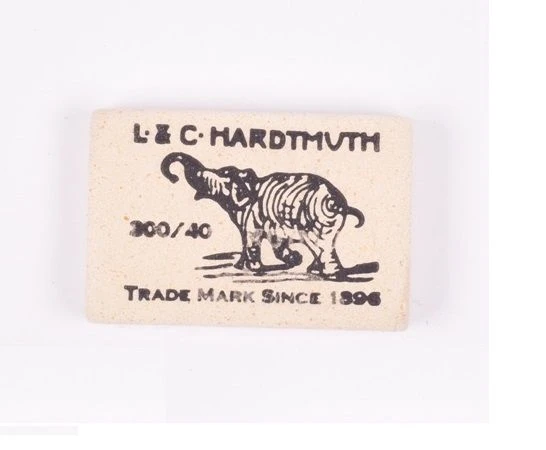 L·&C·HARDTMUTH
300/40
TRADE MARK SINCE 1896